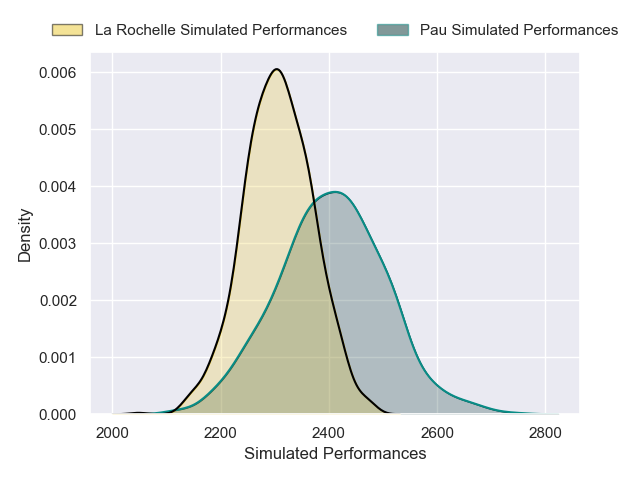 La Rochelle Simulated Performances Pau Simulated Performances
0.006
0.005
0.004
0.003
0.002
0.001
0.000
Density
2000 2200 2400 2600 2800
Simulated Performances